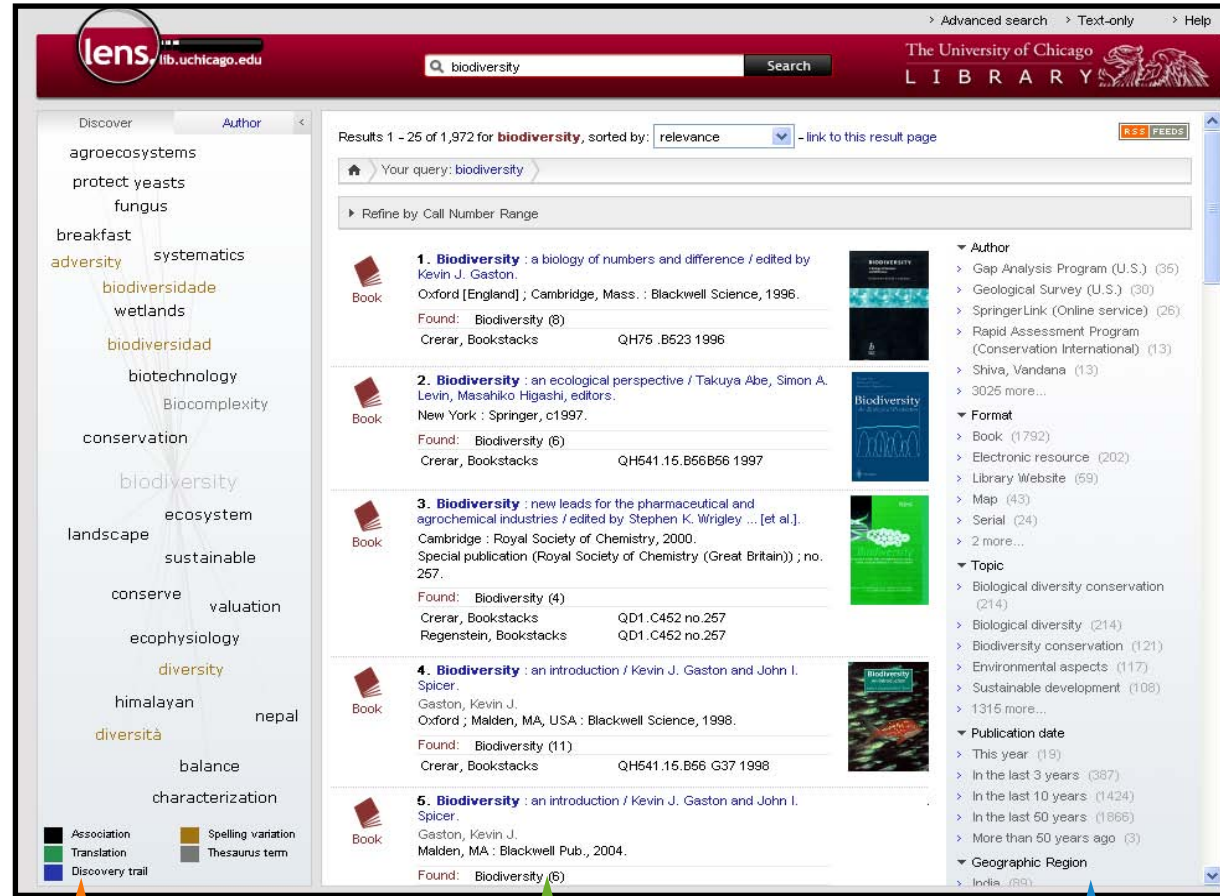 Advanced search Text-only Help
lens. lib.uchicago.edu
biodiversity Search
The University of Chicago
LIBRARY
Discover Author
agroecosystems
protect yeasts
fungus
breakfast
systematics
adversity
biodiversidade
wetlands
biodiversidad
biotechnology
Biocomplexity
conservation
biodiversity
ecosystem
landscape
sustainable
conserve
valuation
ecophysiology
diversity
himalayan
nepal
diversità
balance
characterization
Association Spelling variation
Translation Thesaurus term
Discovery trail
Results 1 - 25 of 1,972 for biodiversity, sorted by: relevance - link to this result page
RSS FEEDS
Your query: biodiversity
Refine by Call Number Range
Book
1. Biodiversity : a biology of numbers and difference / edited by
Kevin J. Gaston.
Oxford [England] ; Cambridge, Mass. : Blackwell Science, 1996.
Found: Biodiversity (8)
Crerar, Bookstacks QH75 .B523 1996
BIODIVERSITY
Book
2. Biodiversity : an ecological perspective / Takuya Abe, Simon A.
Levin, Masahiko Higashi, editors.
New York : Springer, c1997.
Found: Biodiversity (6)
Crerar, Bookstacks QH541.15.B56B56 1997
Biodiversity
Book
3. Biodiversity : new leads for the pharmaceutical and
agrochemical industries / edited by Stephen K. Wrigley ... [et al.].
Cambridge : Royal Society of Chemistry, 2000.
Special publication (Royal Society of Chemistry (Great Britain)) ; no.
257.
Found: Biodiversity (4)
Crerar, Bookstacks QD1.C452 no.257
Regenstein, Bookstacks QD1.C452 no.257
Biodiversity
Book
4. Biodiversity : an introduction / Kevin J. Gaston and John I.
Spicer.
Gaston, Kevin J.
Oxford ; Malden, MA, USA : Blackwell Science, 1998.
Found: Biodiversity (11)
Crerar, Bookstacks QH541.15.B56 G37 1998
Biodiversity
Book
5. Biodiversity : an introduction / Kevin J. Gaston and John I.
Spicer.
Gaston, Kevin J.
Malden, MA : Blackwell Pub., 2004.
Found: Biodiversity (6)
Author
Gap Analysis Program (U.S.) (35)
Geological Survey (U.S.) (30)
SpringerLink (Online service) (26)
Rapid Assessment Program
(Conservation International) (13)
Shiva, Vandana (13)
3025 more...
Format
Book (1792)
Electronic resource (202)
Library Website (59)
Map (43)
Serial (24)
2 more...
Topic
Biological diversity conservation
(214)
Biological diversity (214)
Biodiversity conservation (121)
Environmental aspects (117)
Sustainable development (108)
1315 more...
Publication date
This year (19)
In the last 3 years (387)
In the last 10 years (1424)
In the last 50 years (1866)
More than 50 years ago (3)
Geographic Region
India (89)